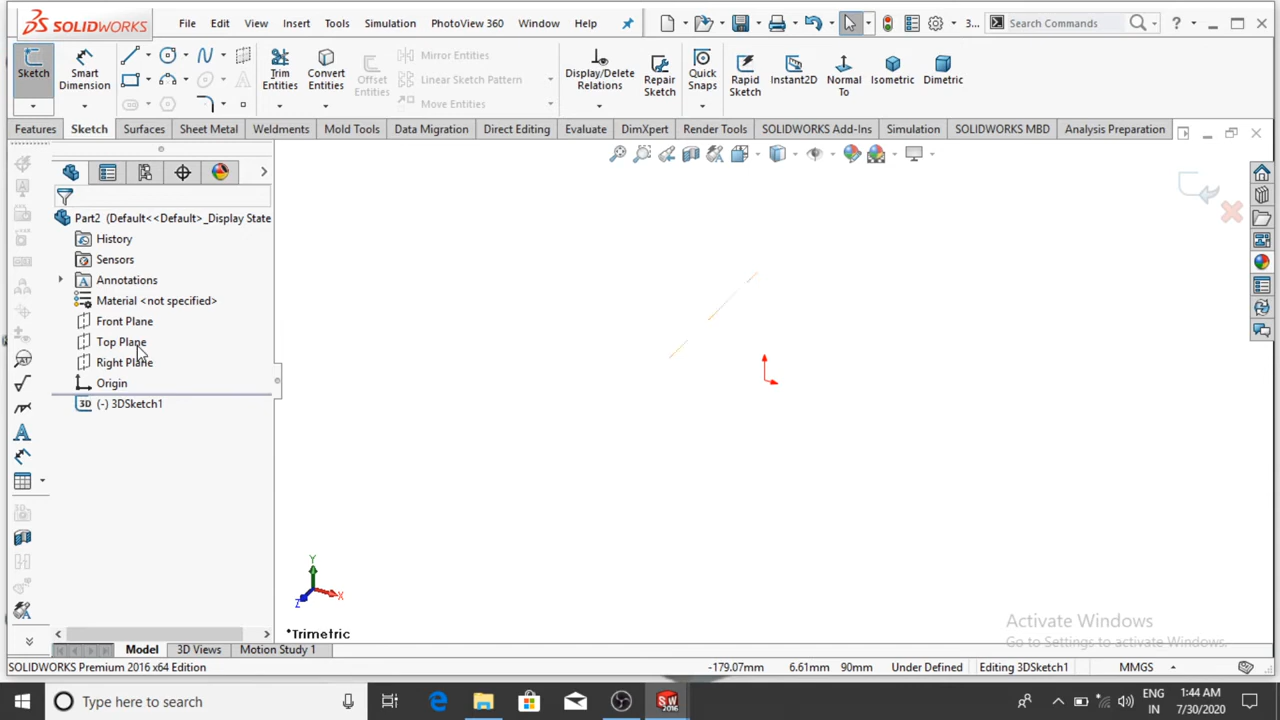 DS SOLIDWORKS File Edit View Insert Tools Simulation PhotoView 360 Window Help 3... Search Commands ?
Sketch Smart Dimension Trim Entities Convert Entities Offset Entities Mirror Entities Linear Sketch Pattern Move Entities Display/Delete Relations Repair Sketch Quick Snaps Rapid Sketch Instant2D Normal To Isometric Dimetric
Features Sketch Surfaces Sheet Metal Weldments Mold Tools Data Migration Direct Editing Evaluate DimXpert Render Tools SOLIDWORKS Add-Ins Simulation SOLIDWORKS MBD Analysis Preparation
Part2 (Default<<Default>_Display State
History
Sensors
Annotations
Material <not specified>
Front Plane
Top Plane
Right Plane
Origin
3D (-) 3DSketch1
Y
X
Z
*Trimetric
Activate Windows
Go to Settings to activate Windows.
Model 3D Views Motion Study 1
SOLIDWORKS Premium 2016 x64 Edition -179.07mm 6.61mm 90mm Under Defined Editing 3DSketch1 MMGS
Type here to search SW 2016 ENG IN 1:44 AM 7/30/2020